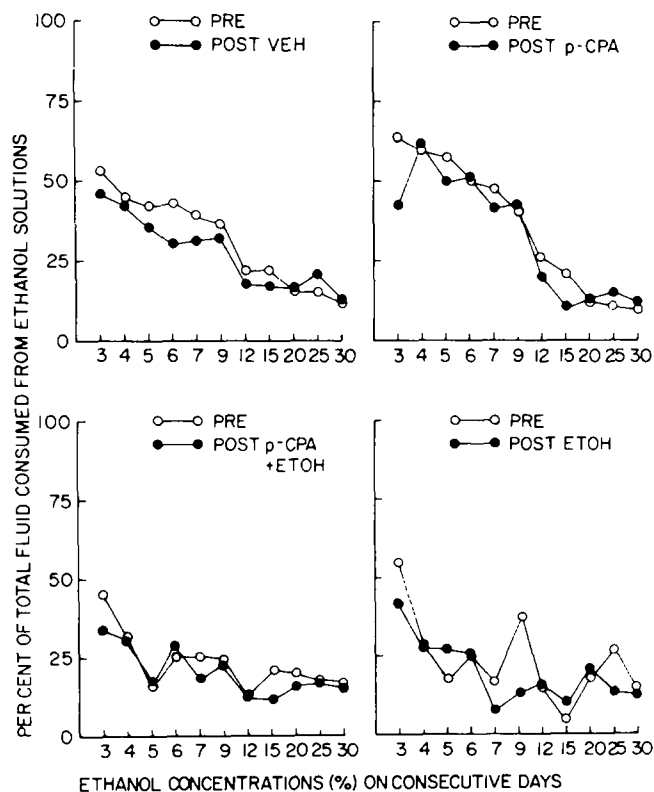 PRE
POST VEH
PRE
POST p-CPA
100
75
50
25
0
3 4 5 6 7 9 12 15 20 25 30
3 4 5 6 7 9 12 15 20 25 30
PRE
POST p-CPA
+ETOH
PRE
POST ETOH
100
75
50
25
0
3 4 5 6 7 9 12 15 20 25 30
3 4 5 6 7 9 12 15 20 25 30
PER CENT OF TOTAL FLUID CONSUMED FROM ETHANOL SOLUTIONS
ETHANOL CONCENTRATIONS (%) ON CONSECUTIVE DAYS